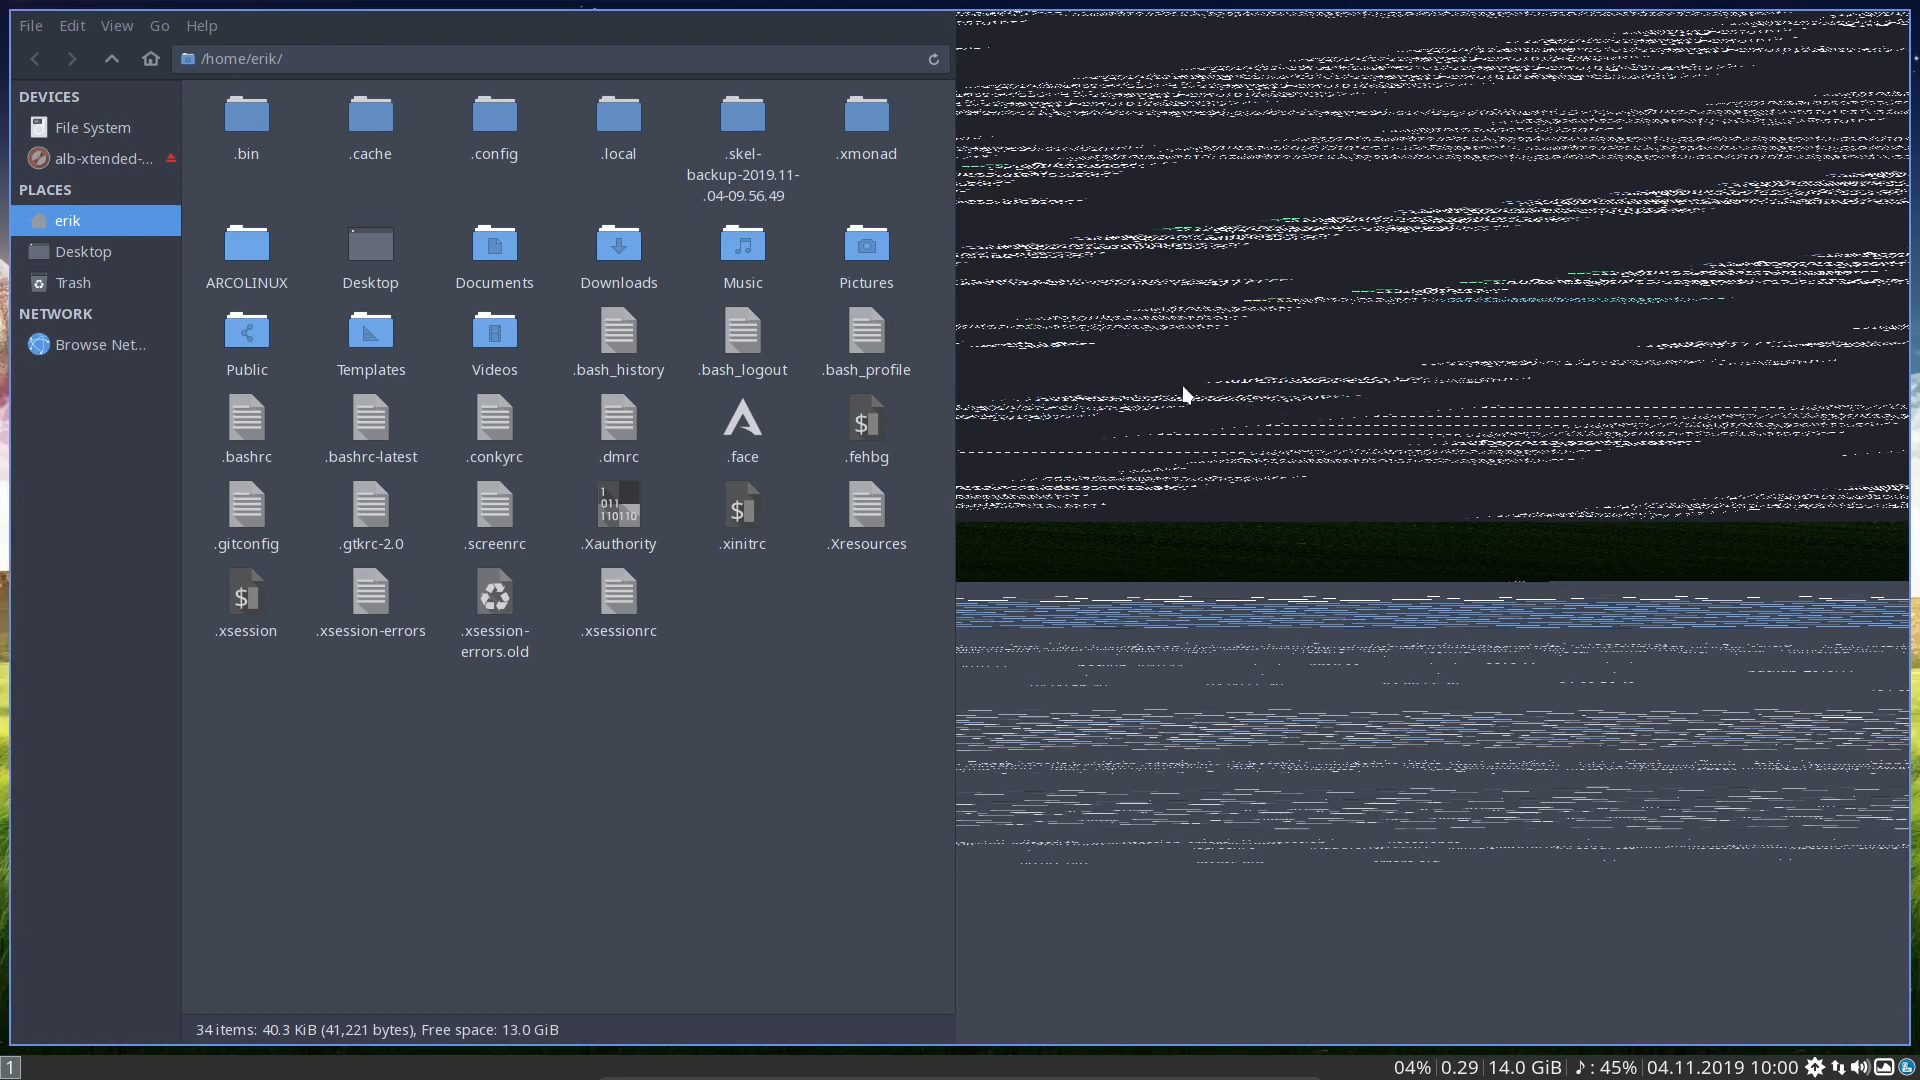 File Edit View Go Help
/home/erik/
DEVICES
File System
alb-xtended-...
PLACES
erik
Desktop
Trash
NETWORK
Browse Net...
.bin
.cache
.config
.local
.skel-
backup-2019.11-
.04-09.56.49
.xmonad
ARCOLINUX
Desktop
Documents
Downloads
Music
Pictures
Public
Templates
Videos
.bash_history
.bash_logout
.bash_profile
.bashrc
.bashrc-latest
.conkyrc
.dmrc
.face
.fehbg
.gitconfig
.gtkrc-2.0
.screenrc
1
011
110110
.Xauthority
.xinitrc
.Xresources
.xsession
.xsession-errors
.xsession-
errors.old
.xsessionrc
34 items: 40.3 KiB (41,221 bytes), Free space: 13.0 GiB
1
04% 0.29 14.0 GiB ♪: 45% 04.11.2019 10:00